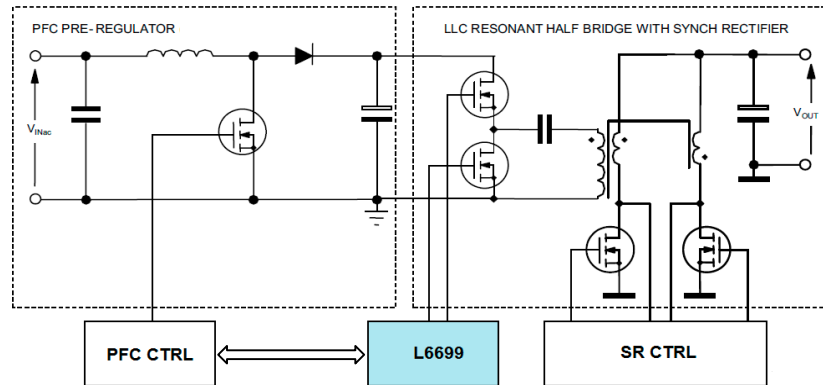 PFC PRE-REGULATOR
LLC RESONANT HALF BRIDGE WITH SYNCH RECTIFIER
VINac
VOUT
PFC CTRL
L6699
SR CTRL